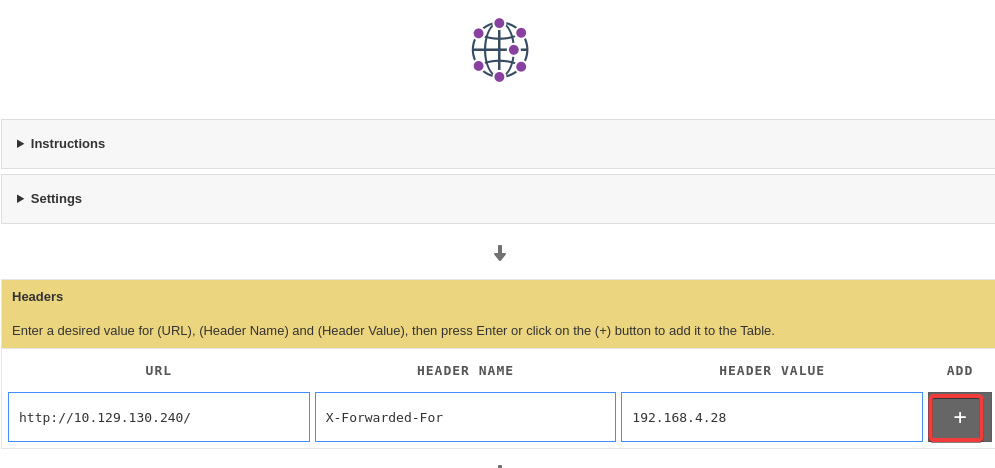 Instructions
Settings
Headers
Enter a desired value for (URL), (Header Name) and (Header Value), then press Enter or click on the (+) button to add it to the Table.
URL HEADER NAME HEADER VALUE ADD
http://10.129.130.240/ X-Forwarded-For 192.168.4.28 +